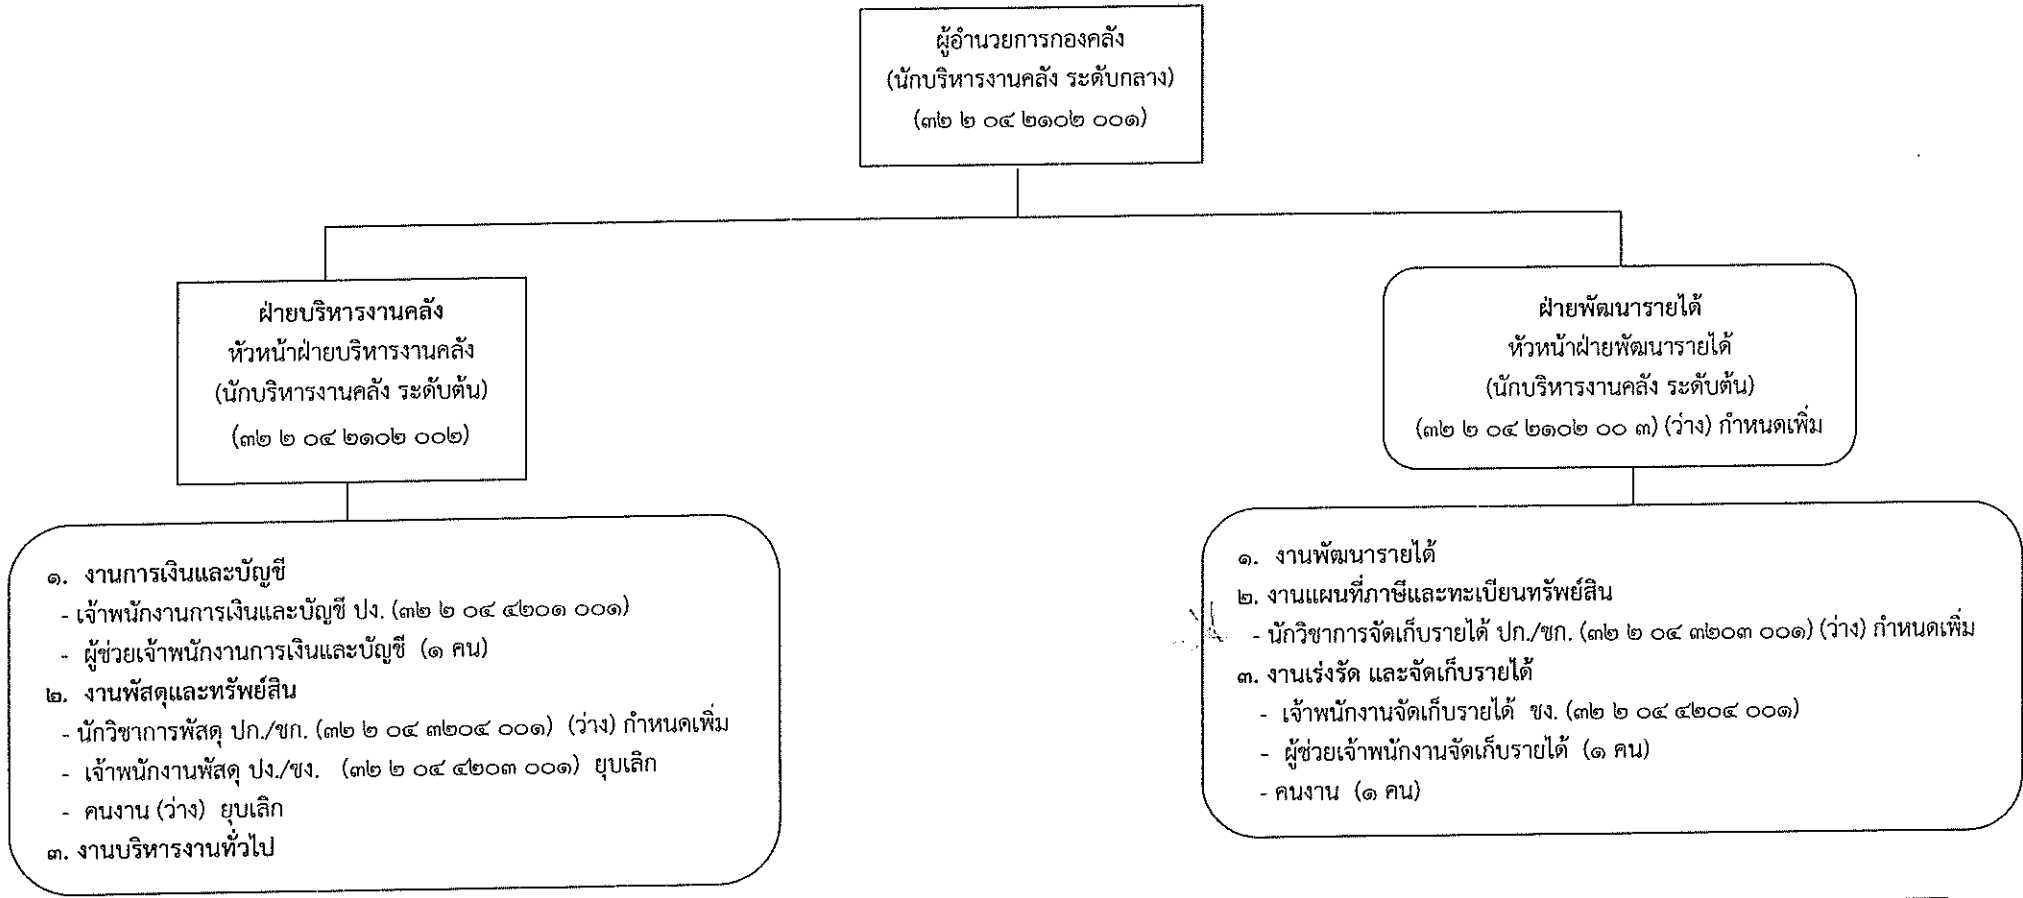 ผู้อำนวยการกองคลัง
(นักบริหารงานคลัง ระดับกลาง)
(๓๒ ๒ ๐๔ ๒๑๐๒ ๐๐๑)
ฝ่ายบริหารงานคลัง
หัวหน้าฝ่ายบริหารงานคลัง
(นักบริหารงานคลัง ระดับต้น)
(๓๒ ๒ ๐๔ ๒๑๐๒ ๐๐๒)
๑. งานการเงินและบัญชี
- เจ้าพนักงานการเงินและบัญชี ปง. (๓๒ ๒ ๐๔ ๔๒๐๑ ๐๐๑)
- ผู้ช่วยเจ้าพนักงานการเงินและบัญชี (๑ คน)
๒. งานพัสดุและทรัพย์สิน
- นักวิชาการพัสดุ ปก./ชก. (๓๒ ๒ ๐๔ ๓๒๐๔ ๐๐๑) (ว่าง) กำหนดเพิ่ม
- เจ้าพนักงานพัสดุ ปง./ชง. (๓๒ ๒ ๐๔ ๔๒๐๓ ๐๐๑) ยุบเลิก
- คนงาน (ว่าง) ยุบเลิก
๓. งานบริหารงานทั่วไป
ฝ่ายพัฒนารายได้
หัวหน้าฝ่ายพัฒนารายได้
(นักบริหารงานคลัง ระดับต้น)
(๓๒ ๒ ๐๔ ๒๑๐๒ ๐๐ ๓) (ว่าง) กำหนดเพิ่ม
๑. งานพัฒนารายได้
๒. งานแผนที่ภาษีและทะเบียนทรัพย์สิน
- นักวิชาการจัดเก็บรายได้ ปก./ชก. (๓๒ ๒ ๐๔ ๓๒๐๓ ๐๐๑) (ว่าง) กำหนดเพิ่ม
๓. งานเร่งรัด และจัดเก็บรายได้
- เจ้าพนักงานจัดเก็บรายได้ ชง. (๓๒ ๒ ๐๔ ๔๒๐๔ ๐๐๑)
- ผู้ช่วยเจ้าพนักงานจัดเก็บรายได้ (๑ คน)
- คนงาน (๑ คน)